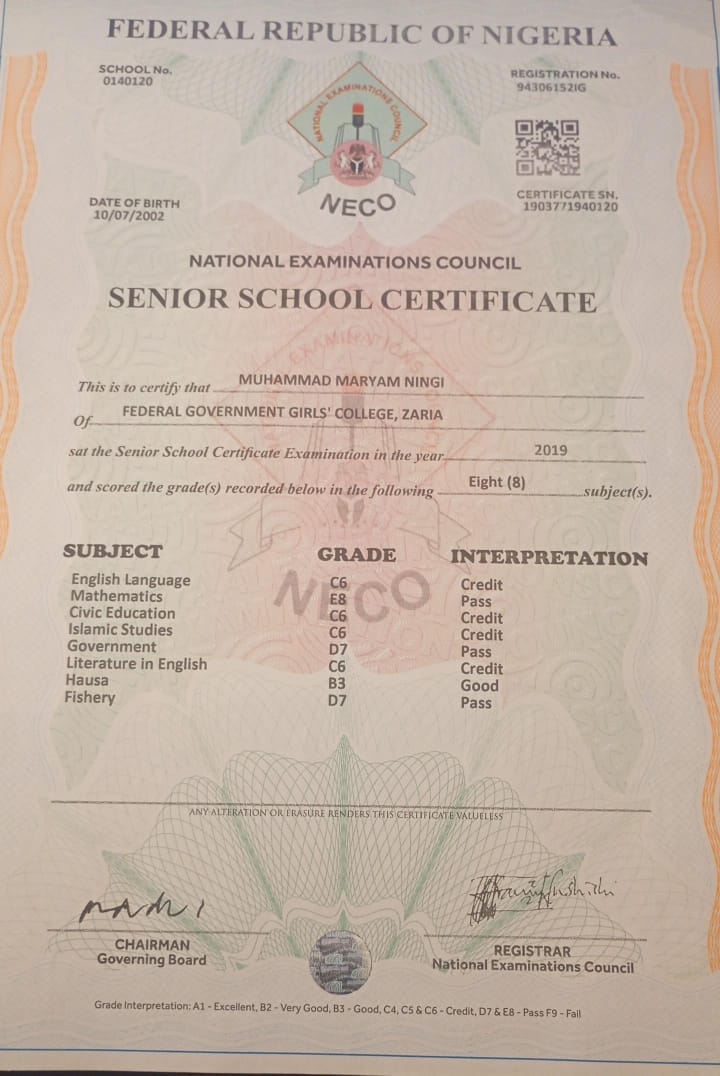 FEDERAL REPUBLIC OF NIGERIA
SCHOOL No.
0140120
REGISTRATION No.
94306152IG
NATIONAL EXAMINATIONS COUNCIL
NECO
DATE OF BIRTH
10/07/2002
CERTIFICATE SN.
1903771940120
NATIONAL EXAMINATIONS COUNCIL
SENIOR SCHOOL CERTIFICATE
This is to certify that MUHAMMAD MARYAM NINGI
Of FEDERAL GOVERNMENT GIRLS' COLLEGE, ZARIA
sat the Senior School Certificate Examination in the year 2019
and scored the grade(s) recorded below in the following Eight (8) subject(s).
SUBJECT GRADE INTERPRETATION
English Language C6 Credit
Mathematics E8 Pass
Civic Education C6 Credit
Islamic Studies C6 Credit
Government D7 Pass
Literature in English C6 Credit
Hausa B3 Good
Fishery D7 Pass
NECO
ANY ALTERATION OR ERASURE RENDERS THIS CERTIFICATE VALUELESS
CHAIRMAN
Governing Board
REGISTRAR
National Examinations Council
Grade Interpretation: A1 - Excellent, B2 - Very Good, B3 - Good, C4, C5 & C6 - Credit, D7 & E8 - Pass F9 - Fail